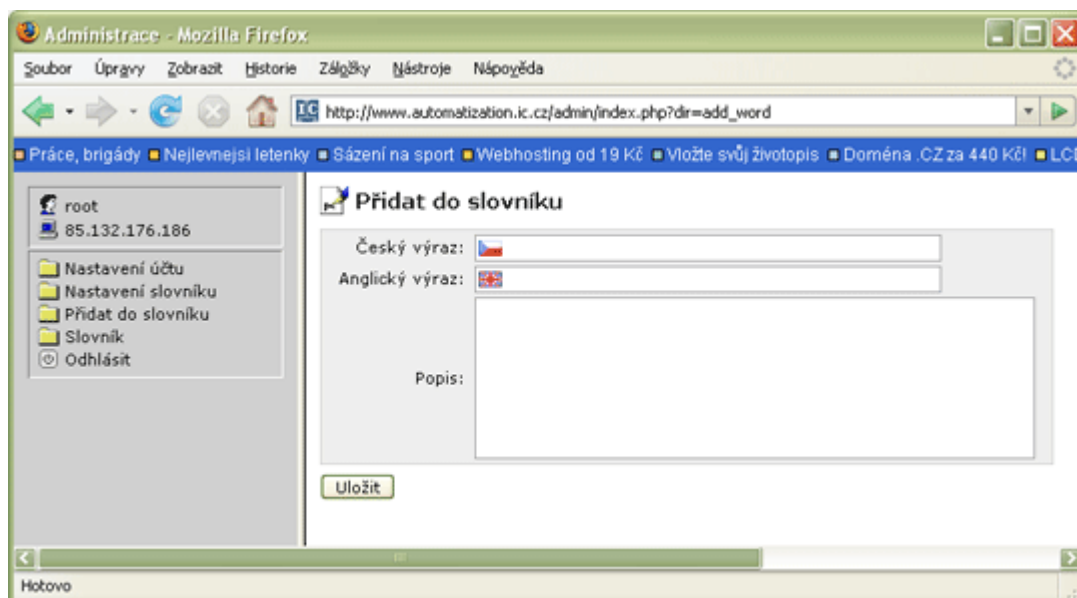 Administrace - Mozilla Firefox
Soubor Úpravy Zobrazit Historie Záložky Nástroje Nápověda
http://www.automatization.ic.cz/admin/index.php?dir=add_word
Práce, brigády Nejlevnejsi letenky Sázení na sport Webhosting od 19 Kč Vložte svůj životopis Doména .CZ za 440 Kč! LCD
root
85.132.176.186
Nastavení účtu
Nastavení slovníku
Přidat do slovníku
Slovník
Odhlásit
Přidat do slovníku
Český výraz:
Anglický výraz:
Popis:
Uložit
Hotovo